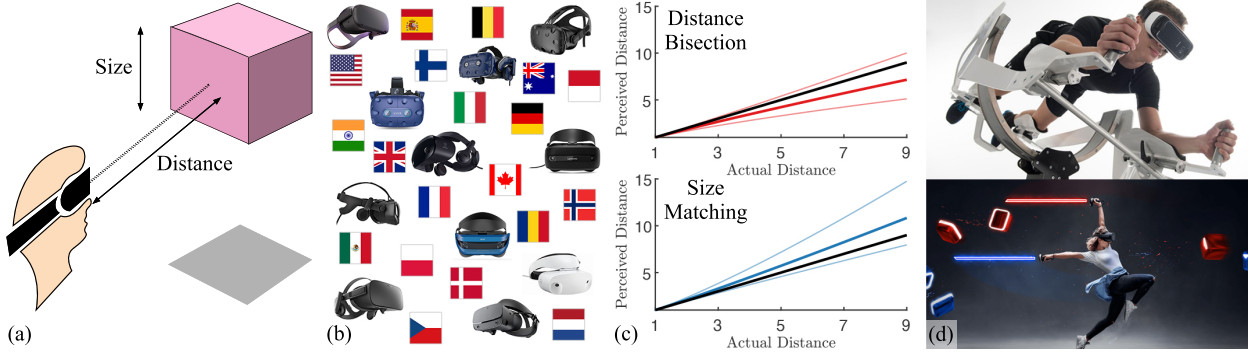 Size
Distance
(a)
(b)
Distance
Bisection
Perceived Distance
15
10
5
1
3
5
7
9
Actual Distance
Size
Matching
Perceived Distance
15
10
5
1
3
5
7
9
Actual Distance
(c)
(d)